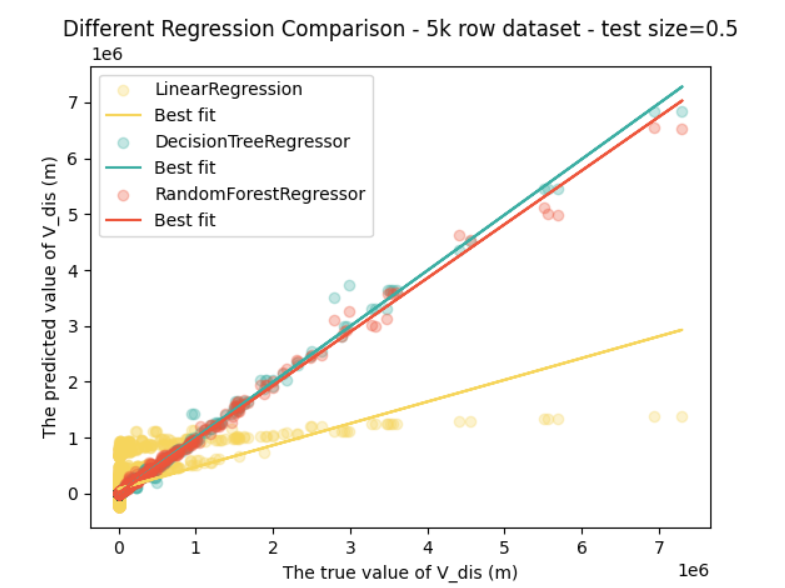 Different Regression Comparison - 5k row dataset - test size=0.5
1e6
LinearRegression
Best fit
DecisionTreeRegressor
Best fit
RandomForestRegressor
Best fit
7
6
5
4
3
2
1
0
The predicted value of V_dis (m)
0 1 2 3 4 5 6 7
1e6
The true value of V_dis (m)